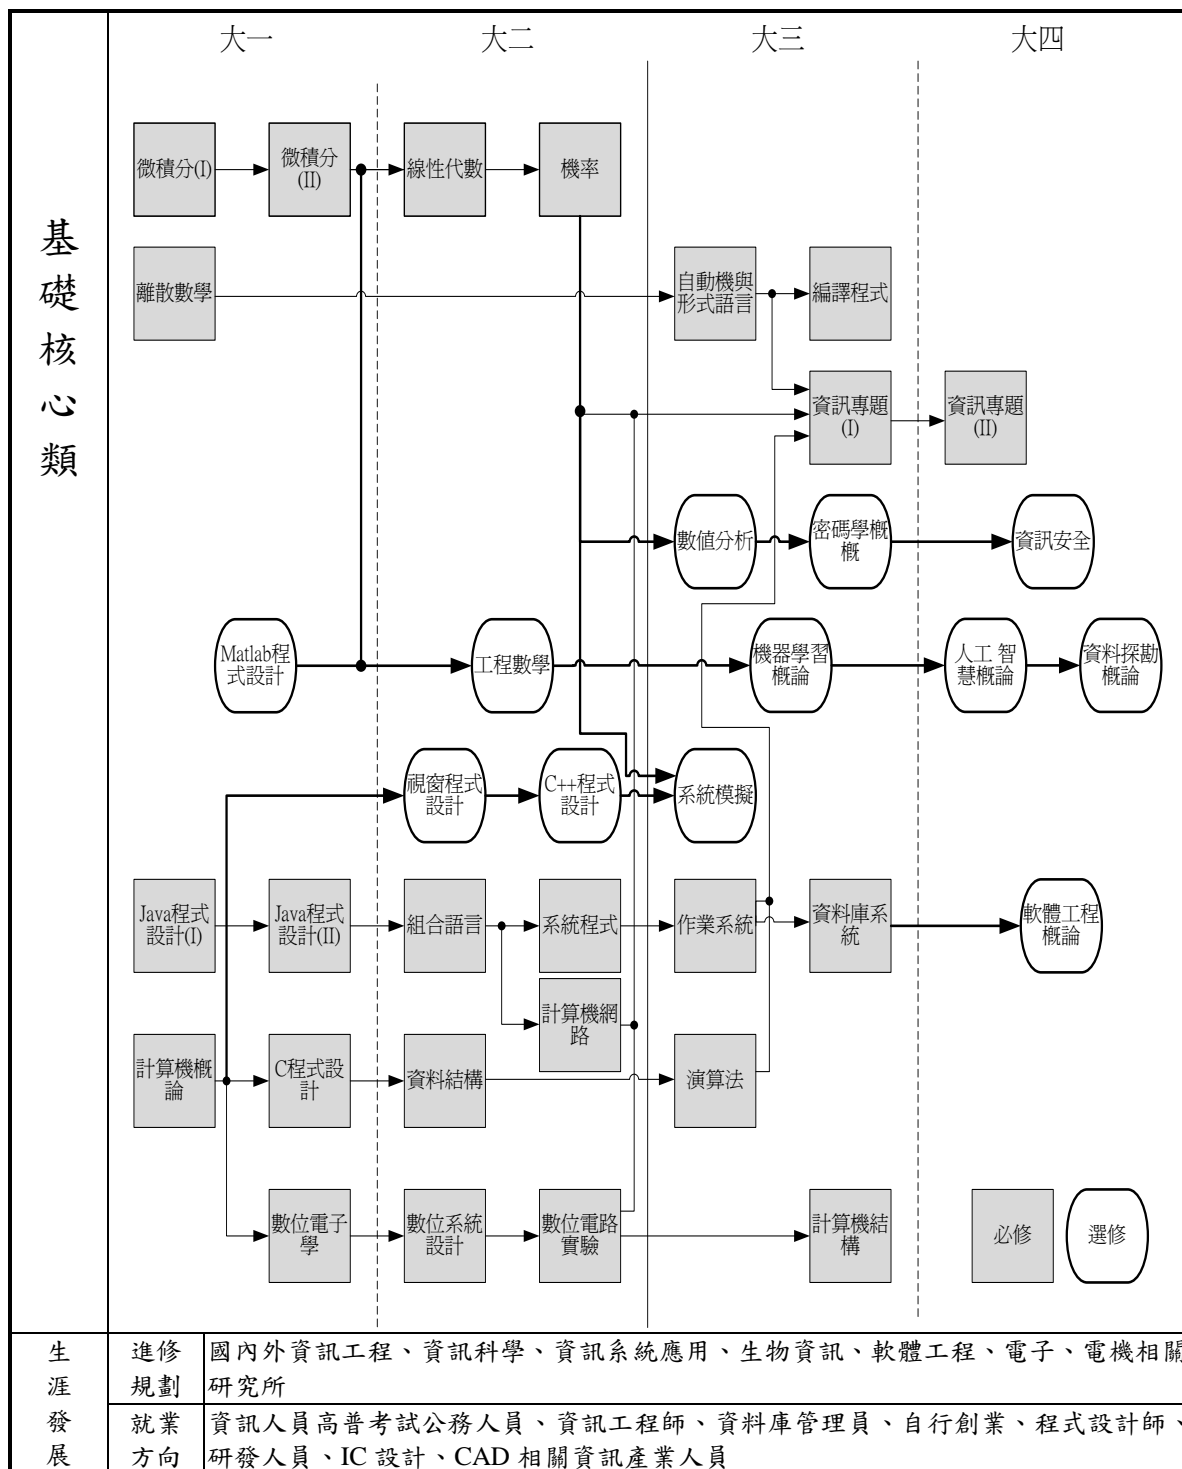 大一
大二
大三
大四
基
礎
核
心
類
微積分(I)
微積分
(II)
線性代數
機率
離散數學
自動機與
形式語言
編譯程式
資訊專題
(I)
資訊專題
(II)
數值分析
密碼學概
概
資訊安全
Matlab程
式設計
工程數學
機器學習
概論
人工 智
慧概論
資料探勘
概論
視窗程式
設計
C++程式
設計
系統模擬
Java程式
設計(I)
Java程式
設計(II)
組合語言
系統程式
作業系統
資料庫系
統
軟體工程
概論
計算機網
路
計算機概
論
C程式設
計
資料結構
演算法
數位電子
學
數位系統
設計
數位電路
實驗
計算機結
構
必修
選修
生
涯
發
展
進修
規劃
國內外資訊工程、資訊科學、資訊系統應用、生物資訊、軟體工程、電子、電機相關
研究所
就業
方向
資訊人員高普考試公務人員、資訊工程師、資料庫管理員、自行創業、程式設計師、
研發人員、IC 設計、CAD 相關資訊產業人員